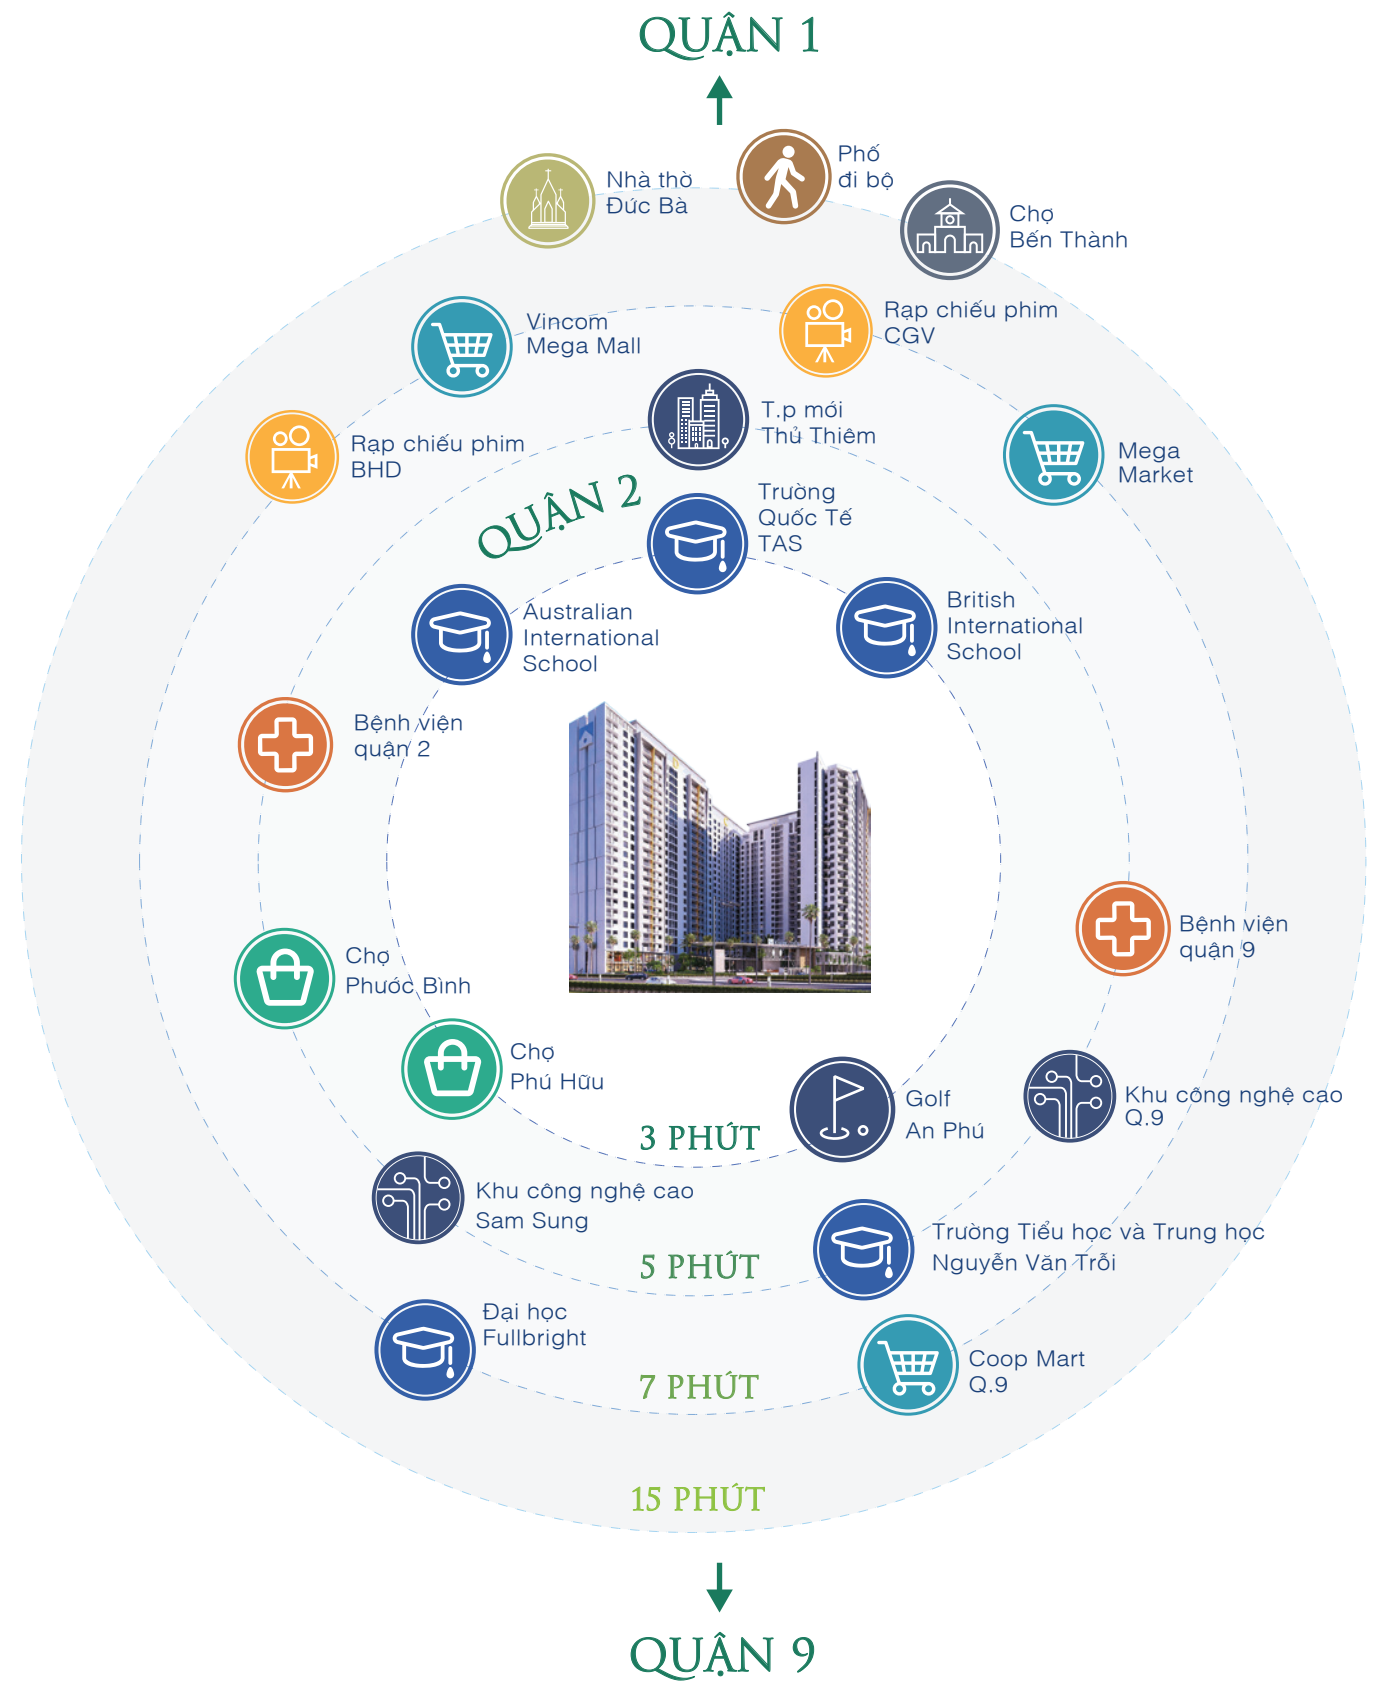 QUẬN 1
Phố
đi bộ
Nhà thờ
Đức Bà
Chợ
Bến Thành
Rạp chiếu phim
CGV
Vincom
Mega Mall
T.p mới
Thủ Thiêm
Rạp chiếu phim
BHD
Mega
Market
QUẬN 2
Trường
Quốc Tế
TAS
Australian
International
School
British
International
School
Bệnh viện
quận 2
Bệnh viện
quận 9
Chợ
Phước Bình
Chợ
Phú Hữu
Golf
An Phú
Khu công nghệ cao
Q.9
3 PHÚT
Khu công nghệ cao
Sam Sung
Trường Tiểu học và Trung học
Nguyễn Văn Trỗi
5 PHÚT
Đại học
Fullbright
Coop Mart
Q.9
7 PHÚT
15 PHÚT
QUẬN 9